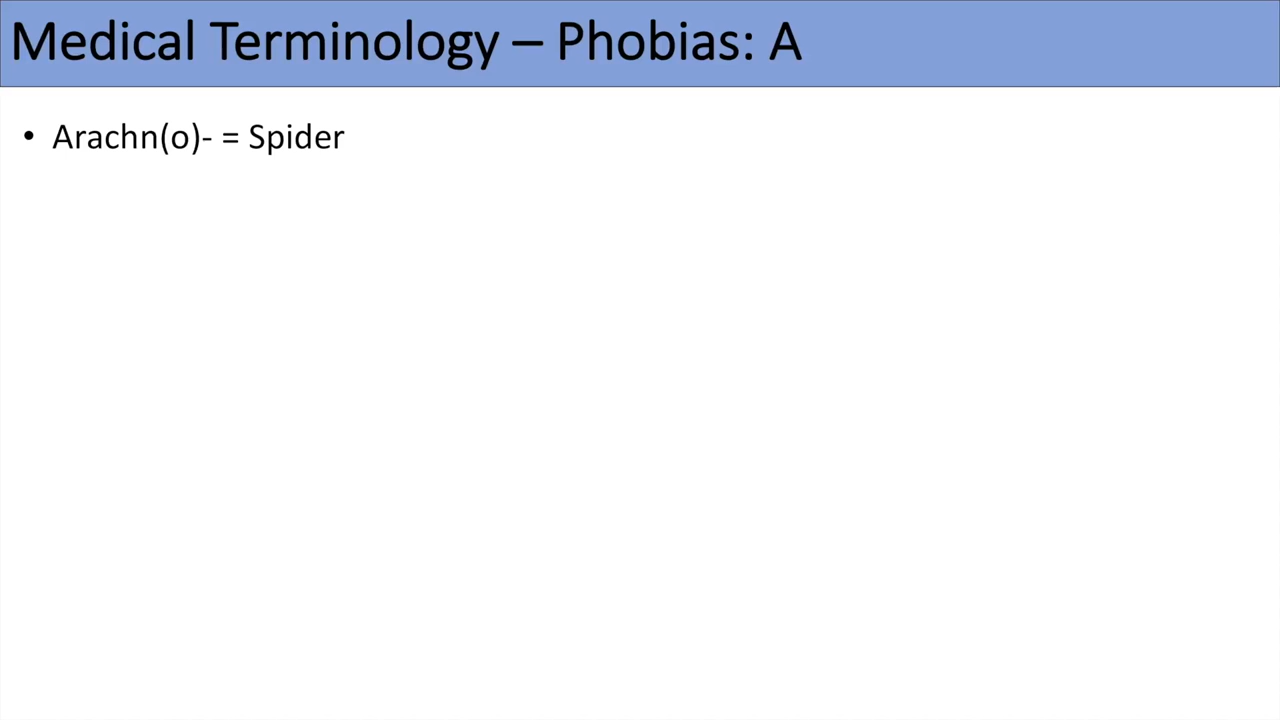 Medical Terminology – Phobias: A
• Arachn(o)- = Spider